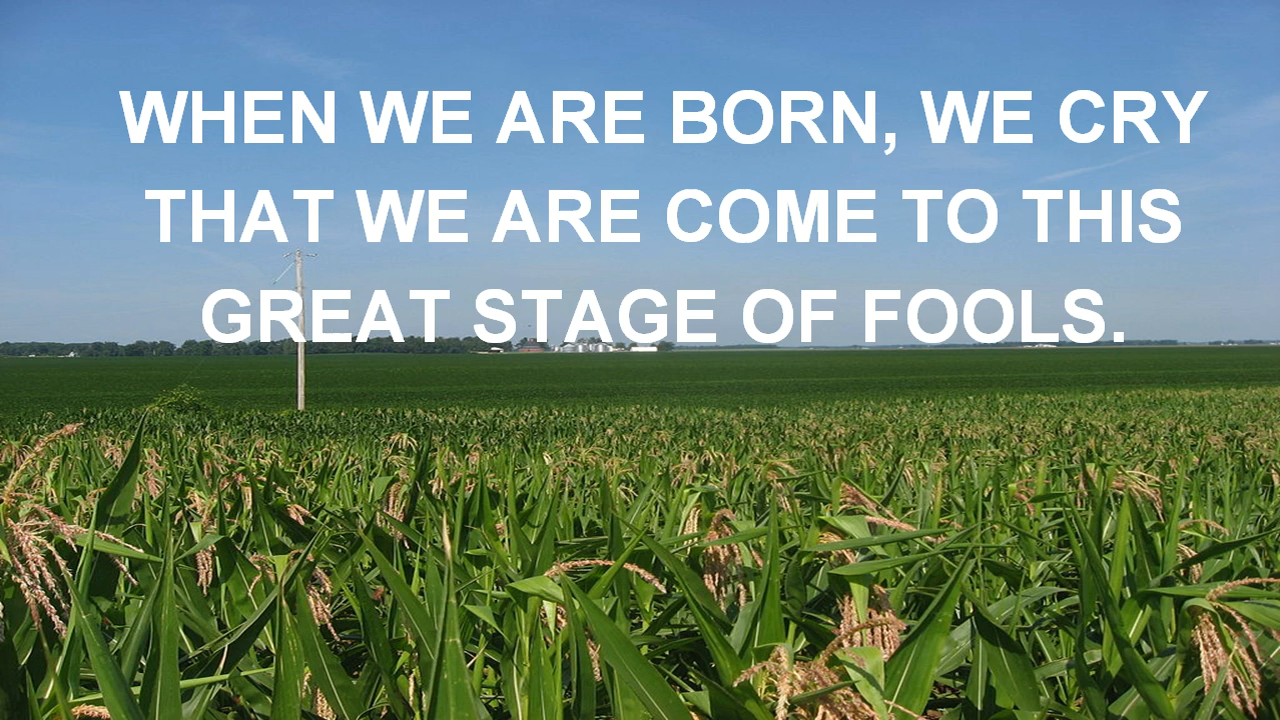 WHEN WE ARE BORN, WE CRY
THAT WE ARE COME TO THIS
GREAT STAGE OF FOOLS.